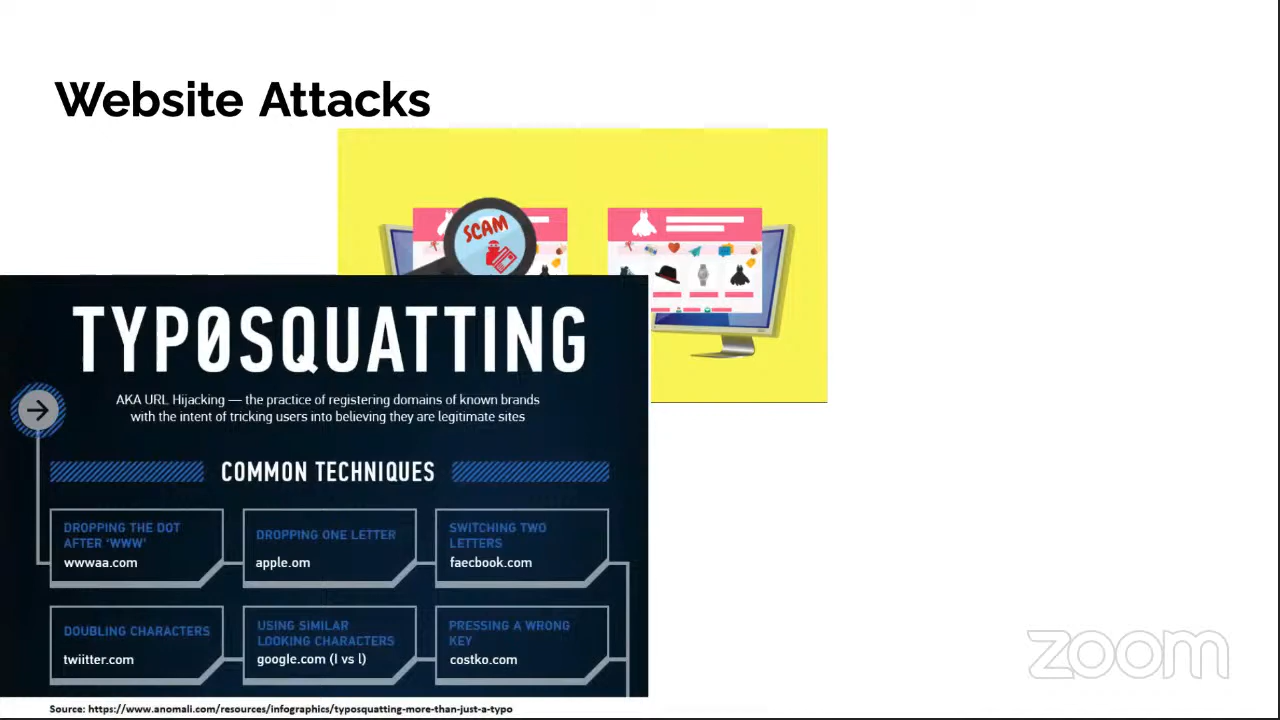 Website Attacks
SCAM
TYPØSQUATTING
AKA URL Hijacking — the practice of registering domains of known brands
with the intent of tricking users into believing they are legitimate sites
COMMON TECHNIQUES
DROPPING THE DOT
AFTER ‘WWW’
wwwaa.com
DROPPING ONE LETTER
apple.om
SWITCHING TWO
LETTERS
faecbook.com
DOUBLING CHARACTERS
twiitter.com
USING SIMILAR
LOOKING CHARACTERS
google.com (I vs l)
PRESSING A WRONG
KEY
costko.com
Source: https://www.anomali.com/resources/infographics/typosquatting-more-than-just-a-typo
zoom